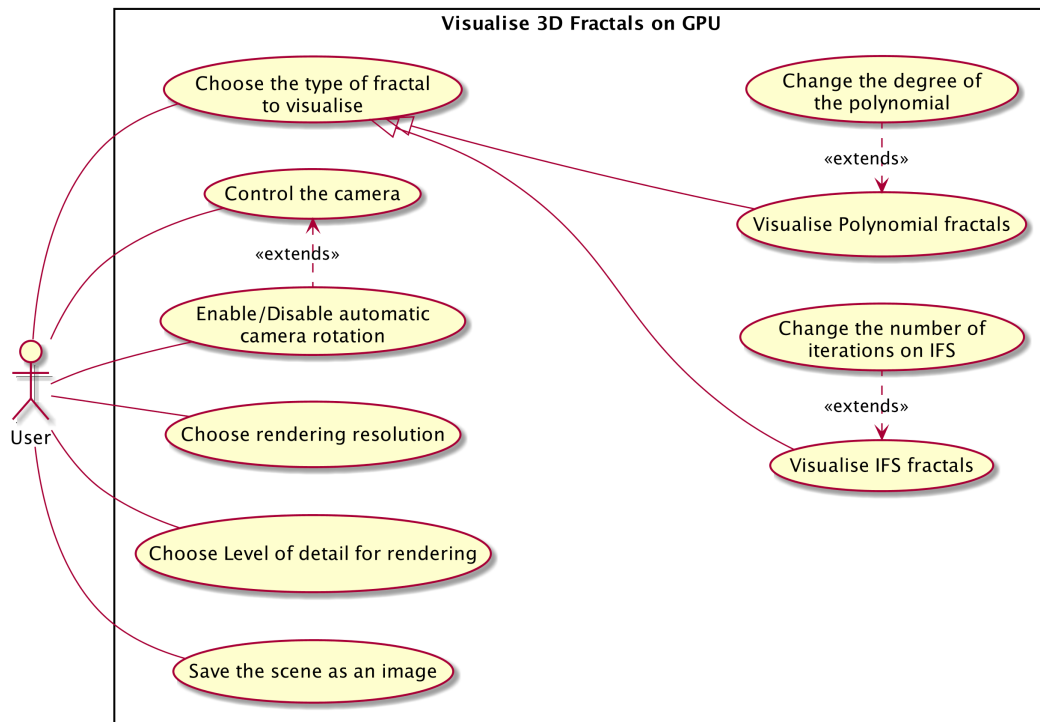 Visualise 3D Fractals on GPU
Choose the type of fractal
to visualise
Change the degree of
the polynomial
«extends»
Control the camera
Visualise Polynomial fractals
«extends»
Enable/Disable automatic
camera rotation
Change the number of
iterations on IFS
«extends»
User
Choose rendering resolution
Visualise IFS fractals
Choose Level of detail for rendering
Save the scene as an image